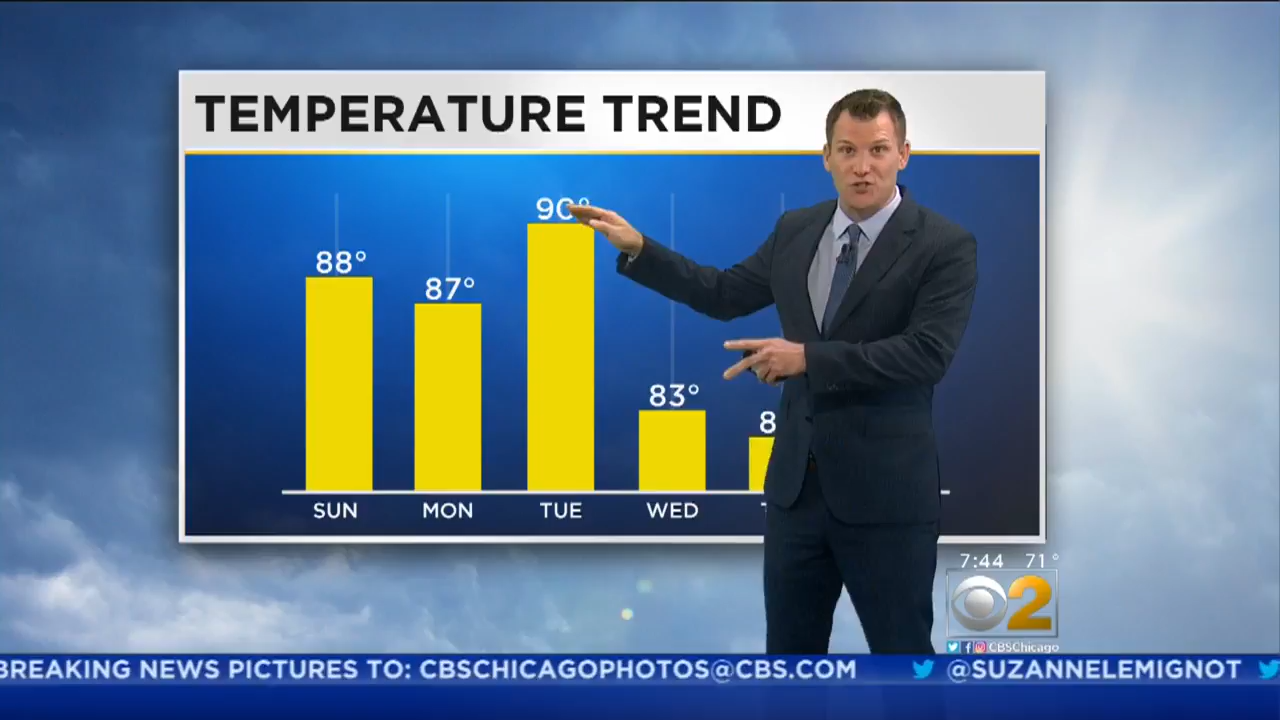 TEMPERATURE TREND
88° 87° 90° 83° 8
SUN MON TUE WED
7:44 71°
2
CBSChicago
BREAKING NEWS PICTURES TO: CBSCHICAGOPHOTOS@CBS.COM @SUZANNELEMIGNOT